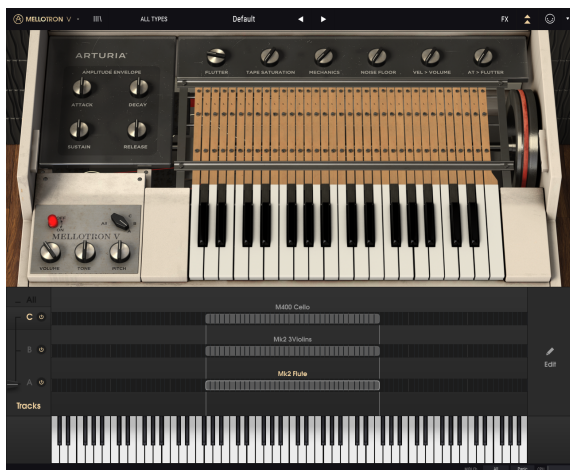 MELLOTRON V
ALL TYPES
Default
FX
ARTURIA
AMPLITUDE ENVELOPE
ATTACK
DECAY
SUSTAIN
RELEASE
FLUTTER
TAPE SATURATION
MECHANICS
NOISE FLOOR
VEL > VOLUME
AT > FLUTTER
ON
MELLOTRON V
VOLUME
TONE
PITCH
All
M400 Cello
C
Mk2 3Violins
B
Mk2 Flute
A
Edit
Tracks